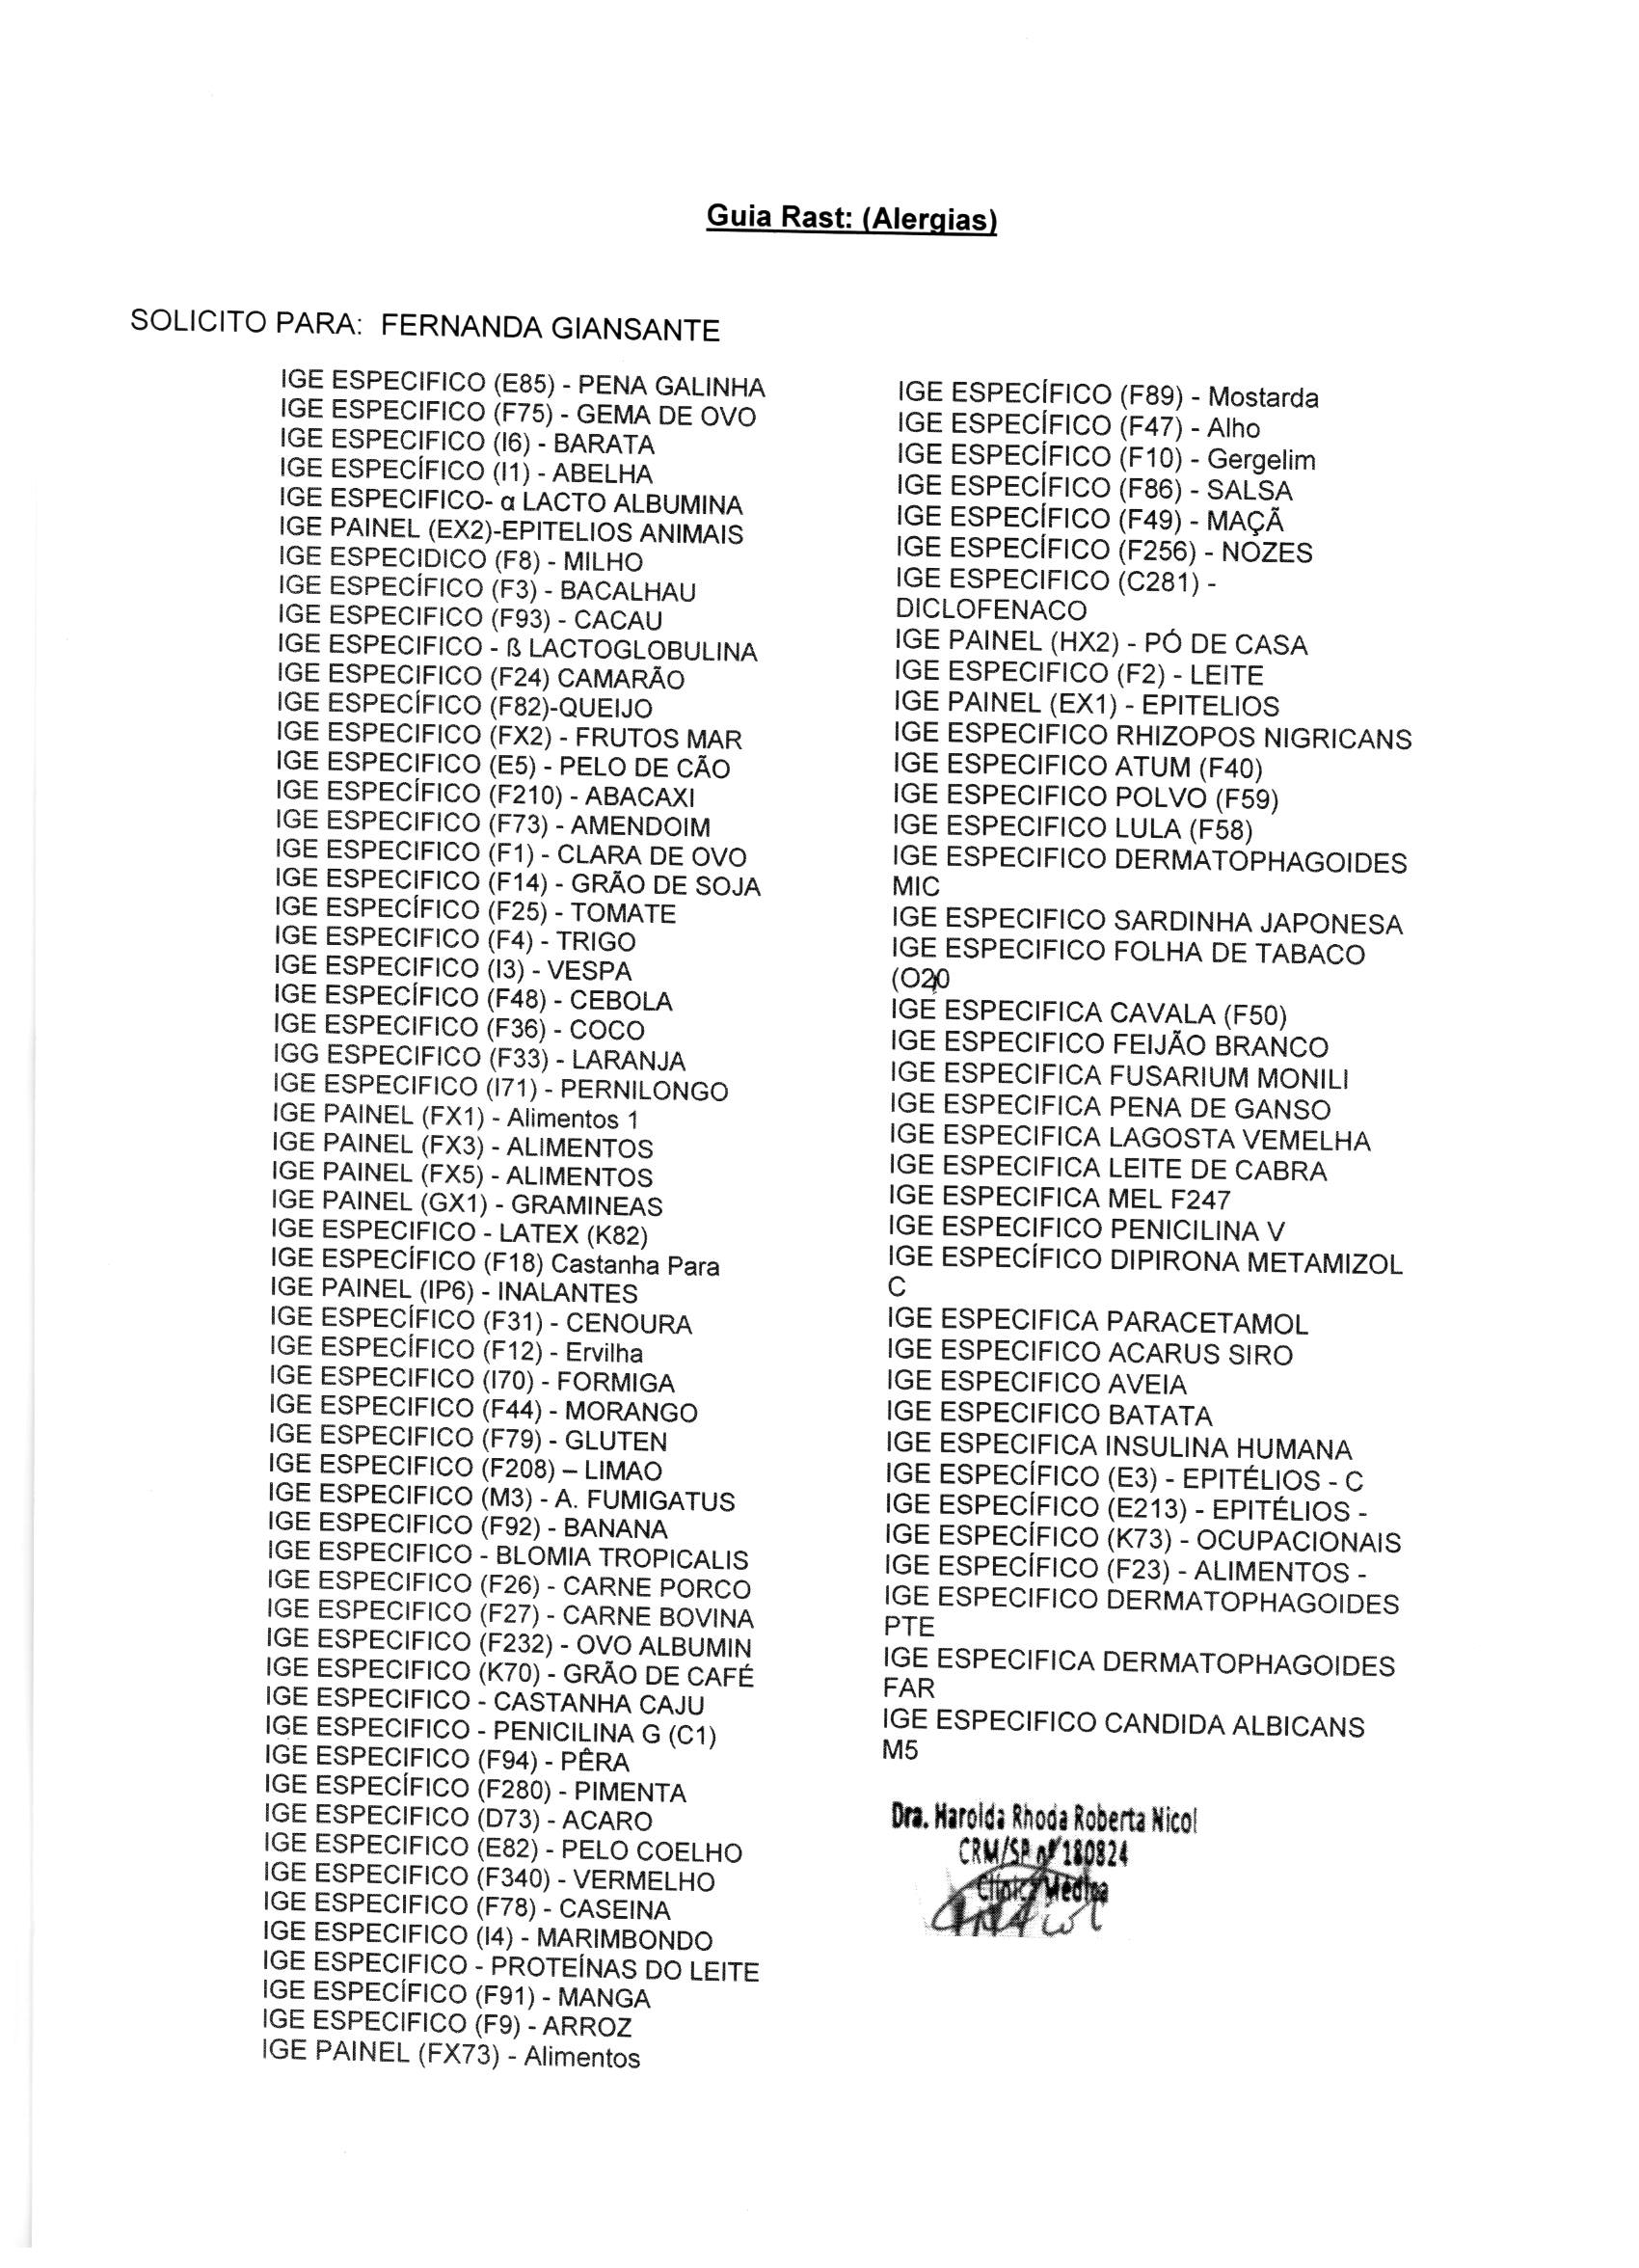 Guia Rast: (Alergias)
SOLICITO PARA: FERNANDA GIANSANTE
IGE ESPECIFICO (E85) - PENA GALINHA
IGE ESPECIFICO (F75) - GEMA DE OVO
IGE ESPECIFICO (I6) - BARATA
IGE ESPECÍFICO (I1) - ABELHA
IGE ESPECIFICO- α LACTO ALBUMINA
IGE PAINEL (EX2)-EPITELIOS ANIMAIS
IGE ESPECIDICO (F8) - MILHO
IGE ESPECÍFICO (F3) - BACALHAU
IGE ESPECIFICO (F93) - CACAU
IGE ESPECIFICO - ß LACTOGLOBULINA
IGE ESPECIFICO (F24) CAMARÃO
IGE ESPECÍFICO (F82)-QUEIJO
IGE ESPECIFICO (FX2) - FRUTOS MAR
IGE ESPECIFICO (E5) - PELO DE CÃO
IGE ESPECÍFICO (F210) - ABACAXI
IGE ESPECIFICO (F73) - AMENDOIM
IGE ESPECIFICO (F1) - CLARA DE OVO
IGE ESPECIFICO (F14) - GRÃO DE SOJA
IGE ESPECÍFICO (F25) - TOMATE
IGE ESPECIFICO (F4) - TRIGO
IGE ESPECIFICO (I3) - VESPA
IGE ESPECÍFICO (F48) - CEBOLA
IGE ESPECIFICO (F36) - COCO
IGG ESPECIFICO (F33) - LARANJA
IGE ESPECIFICO (I71) - PERNILONGO
IGE PAINEL (FX1) - Alimentos 1
IGE PAINEL (FX3) - ALIMENTOS
IGE PAINEL (FX5) - ALIMENTOS
IGE PAINEL (GX1) - GRAMINEAS
IGE ESPECIFICO - LATEX (K82)
IGE ESPECÍFICO (F18) Castanha Para
IGE PAINEL (IP6) - INALANTES
IGE ESPECÍFICO (F31) - CENOURA
IGE ESPECÍFICO (F12) - Ervilha
IGE ESPECIFICO (I70) - FORMIGA
IGE ESPECIFICO (F44) - MORANGO
IGE ESPECIFICO (F79) - GLUTEN
IGE ESPECIFICO (F208) – LIMAO
IGE ESPECIFICO (M3) - A. FUMIGATUS
IGE ESPECIFICO (F92) - BANANA
IGE ESPECIFICO - BLOMIA TROPICALIS
IGE ESPECIFICO (F26) - CARNE PORCO
IGE ESPECIFICO (F27) - CARNE BOVINA
IGE ESPECIFICO (F232) - OVO ALBUMIN
IGE ESPECIFICO (K70) - GRÃO DE CAFÉ
IGE ESPECIFICO - CASTANHA CAJU
IGE ESPECIFICO - PENICILINA G (C1)
IGE ESPECIFICO (F94) - PÊRA
IGE ESPECÍFICO (F280) - PIMENTA
IGE ESPECIFICO (D73) - ACARO
IGE ESPECIFICO (E82) - PELO COELHO
IGE ESPECIFICO (F340) - VERMELHO
IGE ESPECIFICO (F78) - CASEINA
IGE ESPECIFICO (I4) - MARIMBONDO
IGE ESPECIFICO - PROTEÍNAS DO LEITE
IGE ESPECÍFICO (F91) - MANGA
IGE ESPECIFICO (F9) - ARROZ
IGE PAINEL (FX73) - Alimentos
IGE ESPECÍFICO (F89) - Mostarda
IGE ESPECÍFICO (F47) - Alho
IGE ESPECÍFICO (F10) - Gergelim
IGE ESPECÍFICO (F86) - SALSA
IGE ESPECÍFICO (F49) - MAÇÃ
IGE ESPECÍFICO (F256) - NOZES
IGE ESPECIFICO (C281) -
DICLOFENACO
IGE PAINEL (HX2) - PÓ DE CASA
IGE ESPECIFICO (F2) - LEITE
IGE PAINEL (EX1) - EPITELIOS
IGE ESPECIFICO RHIZOPOS NIGRICANS
IGE ESPECIFICO ATUM (F40)
IGE ESPECIFICO POLVO (F59)
IGE ESPECIFICO LULA (F58)
IGE ESPECIFICO DERMATOPHAGOIDES
MIC
IGE ESPECIFICO SARDINHA JAPONESA
IGE ESPECIFICO FOLHA DE TABACO
(O20
IGE ESPECIFICA CAVALA (F50)
IGE ESPECIFICO FEIJÃO BRANCO
IGE ESPECIFICA FUSARIUM MONILI
IGE ESPECIFICA PENA DE GANSO
IGE ESPECIFICA LAGOSTA VEMELHA
IGE ESPECIFICA LEITE DE CABRA
IGE ESPECIFICA MEL F247
IGE ESPECIFICO PENICILINA V
IGE ESPECÍFICO DIPIRONA METAMIZOL
C
IGE ESPECIFICA PARACETAMOL
IGE ESPECIFICO ACARUS SIRO
IGE ESPECIFICO AVEIA
IGE ESPECIFICO BATATA
IGE ESPECIFICA INSULINA HUMANA
IGE ESPECÍFICO (E3) - EPITÉLIOS - C
IGE ESPECÍFICO (E213) - EPITÉLIOS -
IGE ESPECÍFICO (K73) - OCUPACIONAIS
IGE ESPECÍFICO (F23) - ALIMENTOS -
IGE ESPECIFICO DERMATOPHAGOIDES
PTE
IGE ESPECIFICA DERMATOPHAGOIDES
FAR
IGE ESPECIFICO CANDIDA ALBICANS
M5
Dra. Harolda Rhoda Roberta Nicol
CRM/SP nº 180824
Clínica Médica